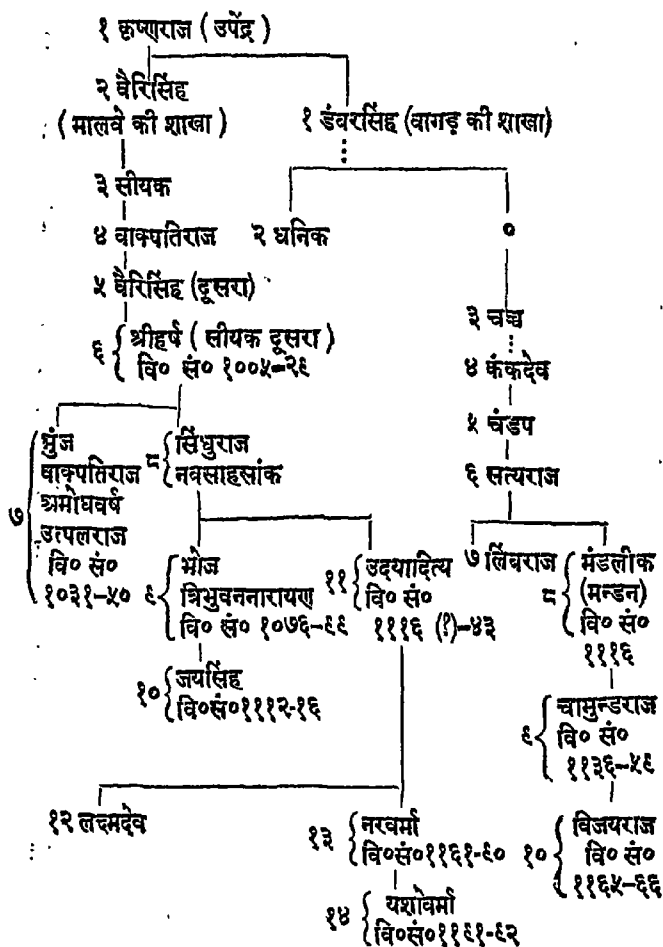 १ कृष्णराज ( उपेंद्र )
२ वैरिसिंह
( मालवे की शाखा )
१ डंवरसिंह (वागड़ की शाखा)
३ सीयक
४ वाक्पतिराज
२ धनिक
०
५ वैरिसिंह (दूसरा)
३ चच्च
६ श्रीहर्ष ( सीयक दूसरा )
वि० सं० १००५-२९
४ कंकदेव
५ चंडप
६ सत्यराज
७ मुंज
वाक्पतिराज
अमोघवर्ष
उत्पलराज
वि० सं०
१०३१-५०
८ सिंधुराज
नवसाहसांक
९ भोज
त्रिभुवननारायण
वि० सं० १०७६-९९
११ उदयादित्य
वि० सं०
१११६ (?)-४३
७ लिंवराज
८ मंडलीक
(मन्डन)
वि० सं०
१११६
१० जयसिंह
वि०सं०१११२-१६
९ चामुन्डराज
वि० सं०
११३६-५९
१२ लक्ष्मदेव
१३ नरवर्मा
वि०सं०११६१-९०
१० विजयराज
वि० सं०
११६५-६६
१४ यशोवर्मा
वि०सं०११९१-९२